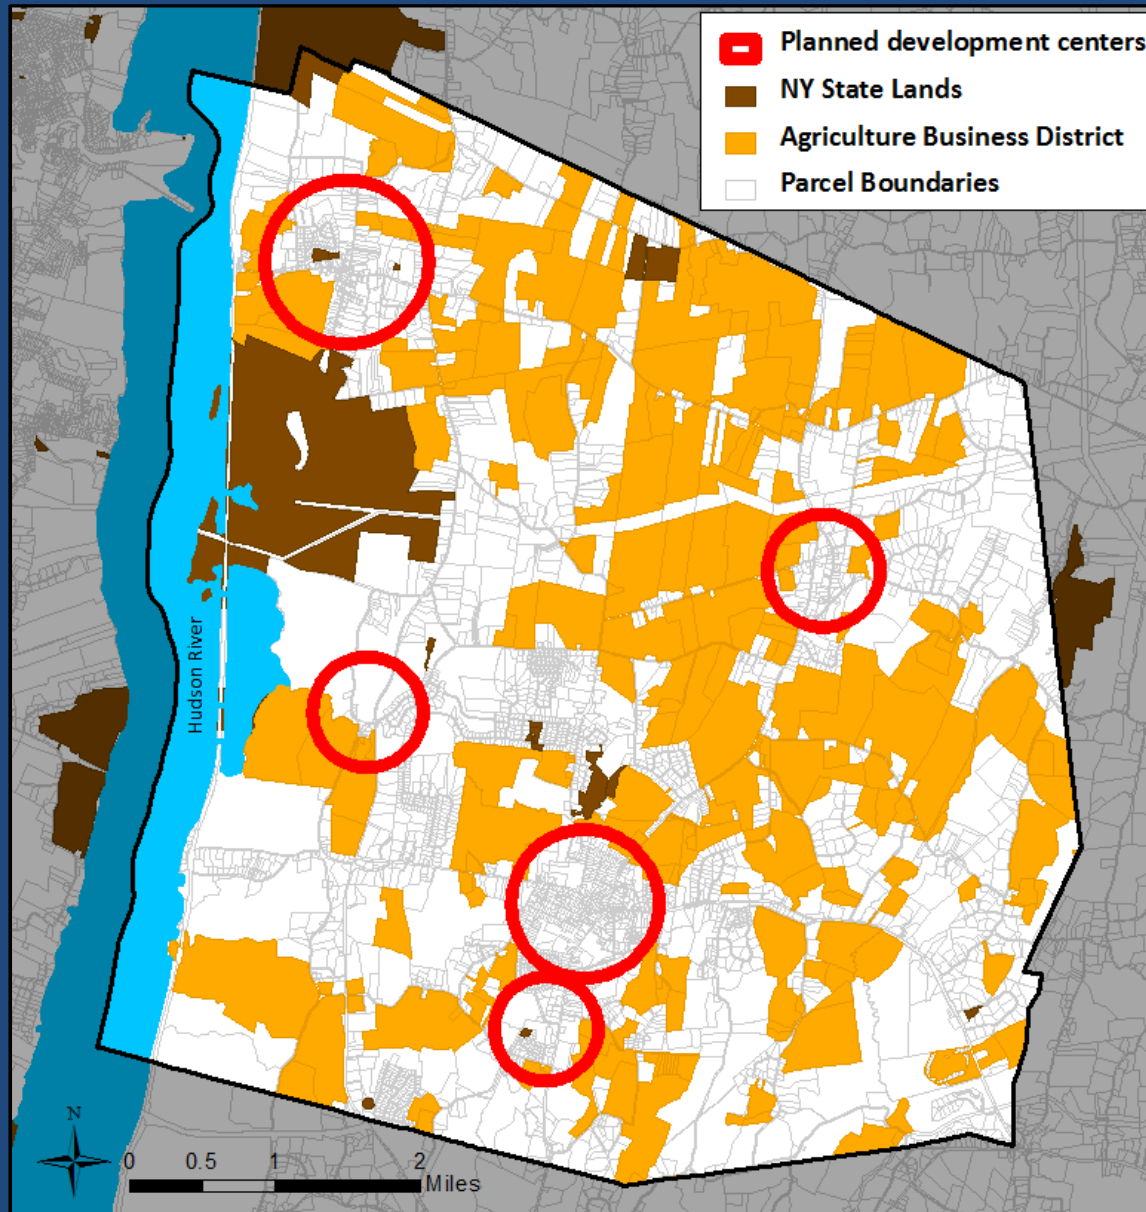 Planned development centers
NY State Lands
Agriculture Business District
Parcel Boundaries
Hudson River
N
0 0.5 1 2
Miles